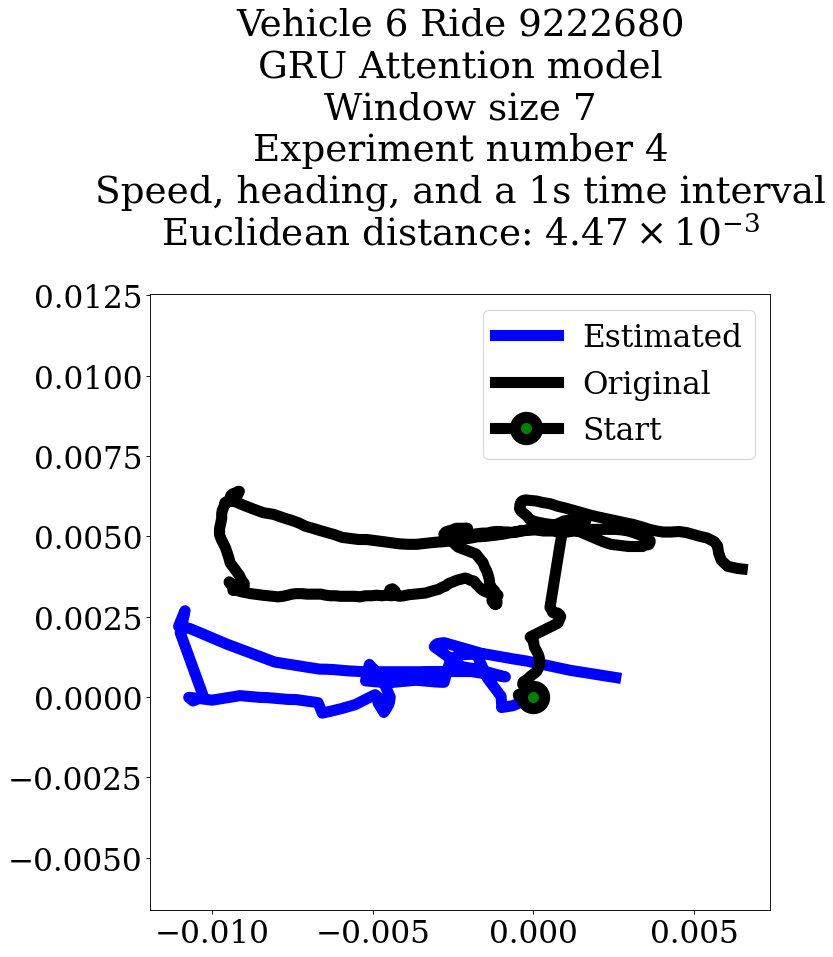 Vehicle 6 Ride 9222680
GRU Attention model
Window size 7
Experiment number 4
Speed, heading, and a 1s time interval
Euclidean distance: 4.47 × 10⁻³
0.0125
0.0100
0.0075
0.0050
0.0025
0.0000
−0.0025
−0.0050
Estimated
Original
Start
−0.010 −0.005 0.000 0.005